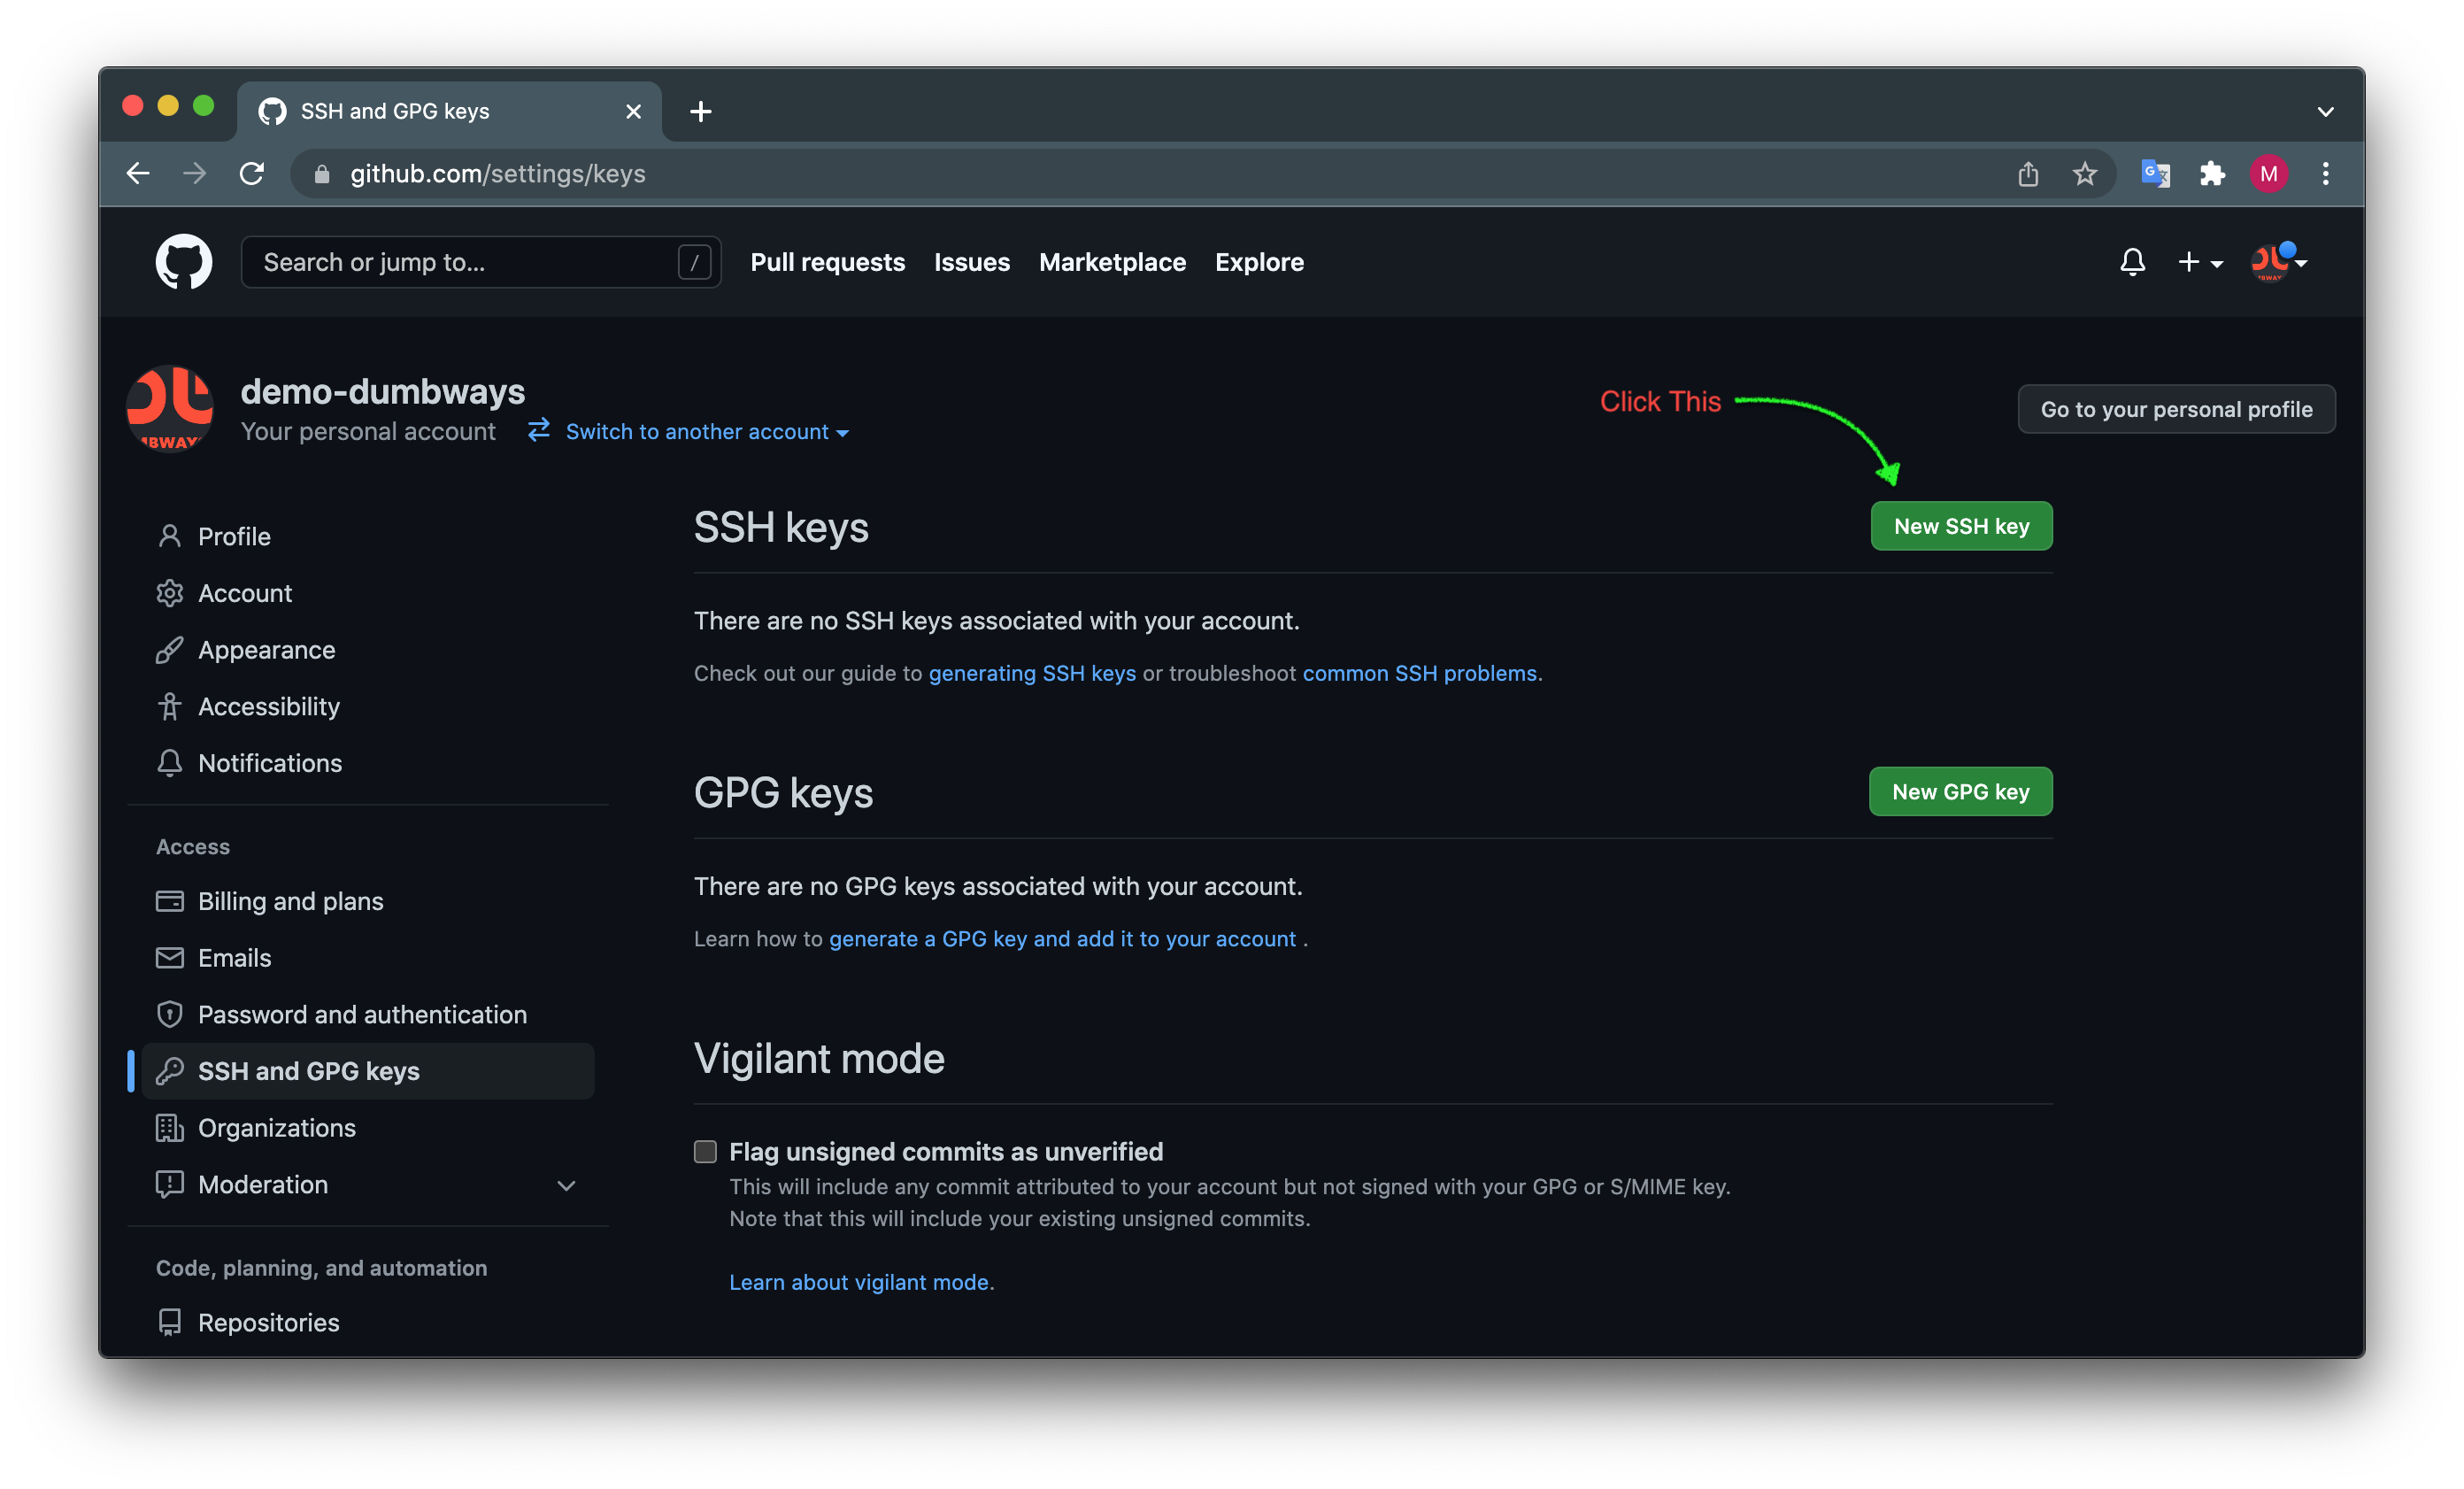 SSH and GPG keys
github.com/settings/keys
M
Search or jump to... /
Pull requests Issues Marketplace Explore
demo-dumbways
Your personal account Switch to another account
Click This
Go to your personal profile
Profile
Account
Appearance
Accessibility
Notifications
Access
Billing and plans
Emails
Password and authentication
SSH and GPG keys
Organizations
Moderation
Code, planning, and automation
Repositories
SSH keys
New SSH key
There are no SSH keys associated with your account.
Check out our guide to generating SSH keys or troubleshoot common SSH problems.
GPG keys
New GPG key
There are no GPG keys associated with your account.
Learn how to generate a GPG key and add it to your account .
Vigilant mode
Flag unsigned commits as unverified
This will include any commit attributed to your account but not signed with your GPG or S/MIME key.
Note that this will include your existing unsigned commits.
Learn about vigilant mode.